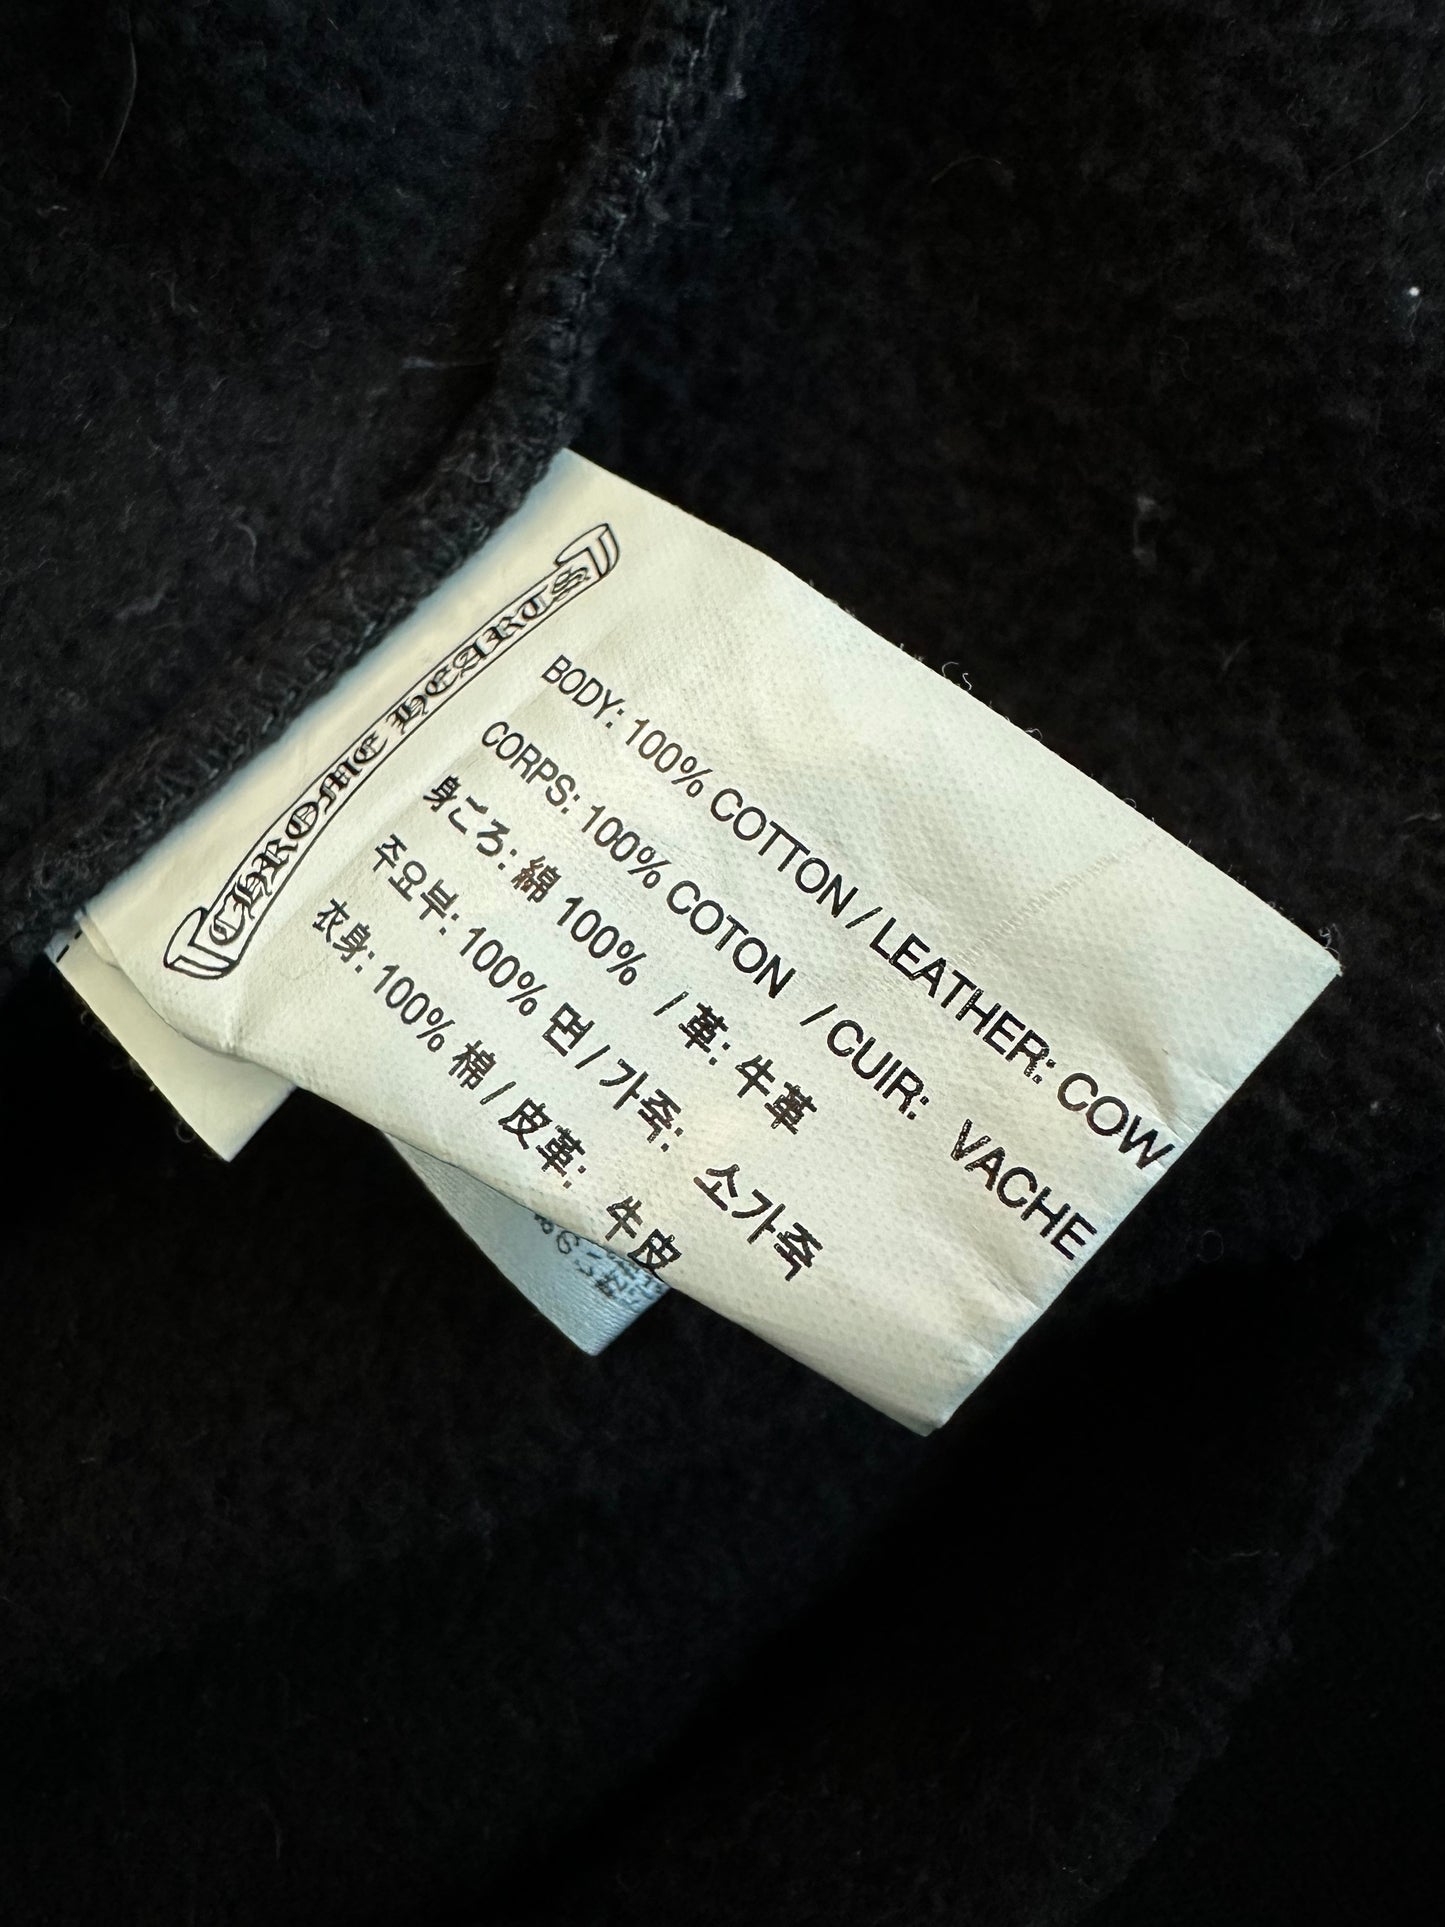 CHROME HEARTS
BODY: 100% COTTON / LEATHER: COW
CORPS: 100% COTON / CUIR: VACHE
身ごろ: 綿 100% / 革: 牛革
주요부: 100% 면 / 가죽: 소가죽
衣身: 100% 棉 / 皮革: 牛皮